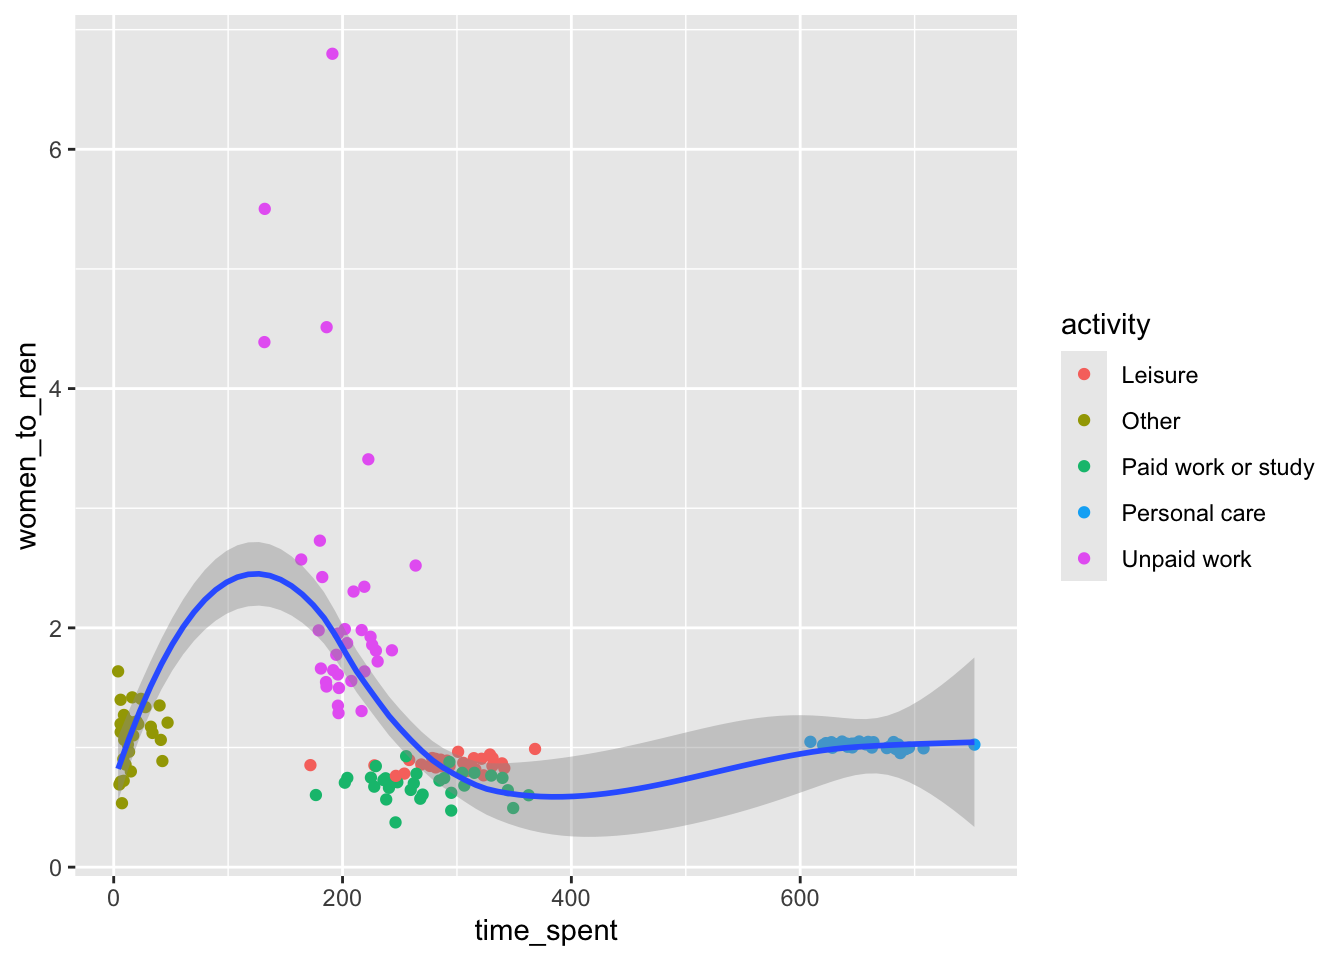 6
4
2
0
women_to_men
0 200 400 600
time_spent
activity
Leisure
Other
Paid work or study
Personal care
Unpaid work